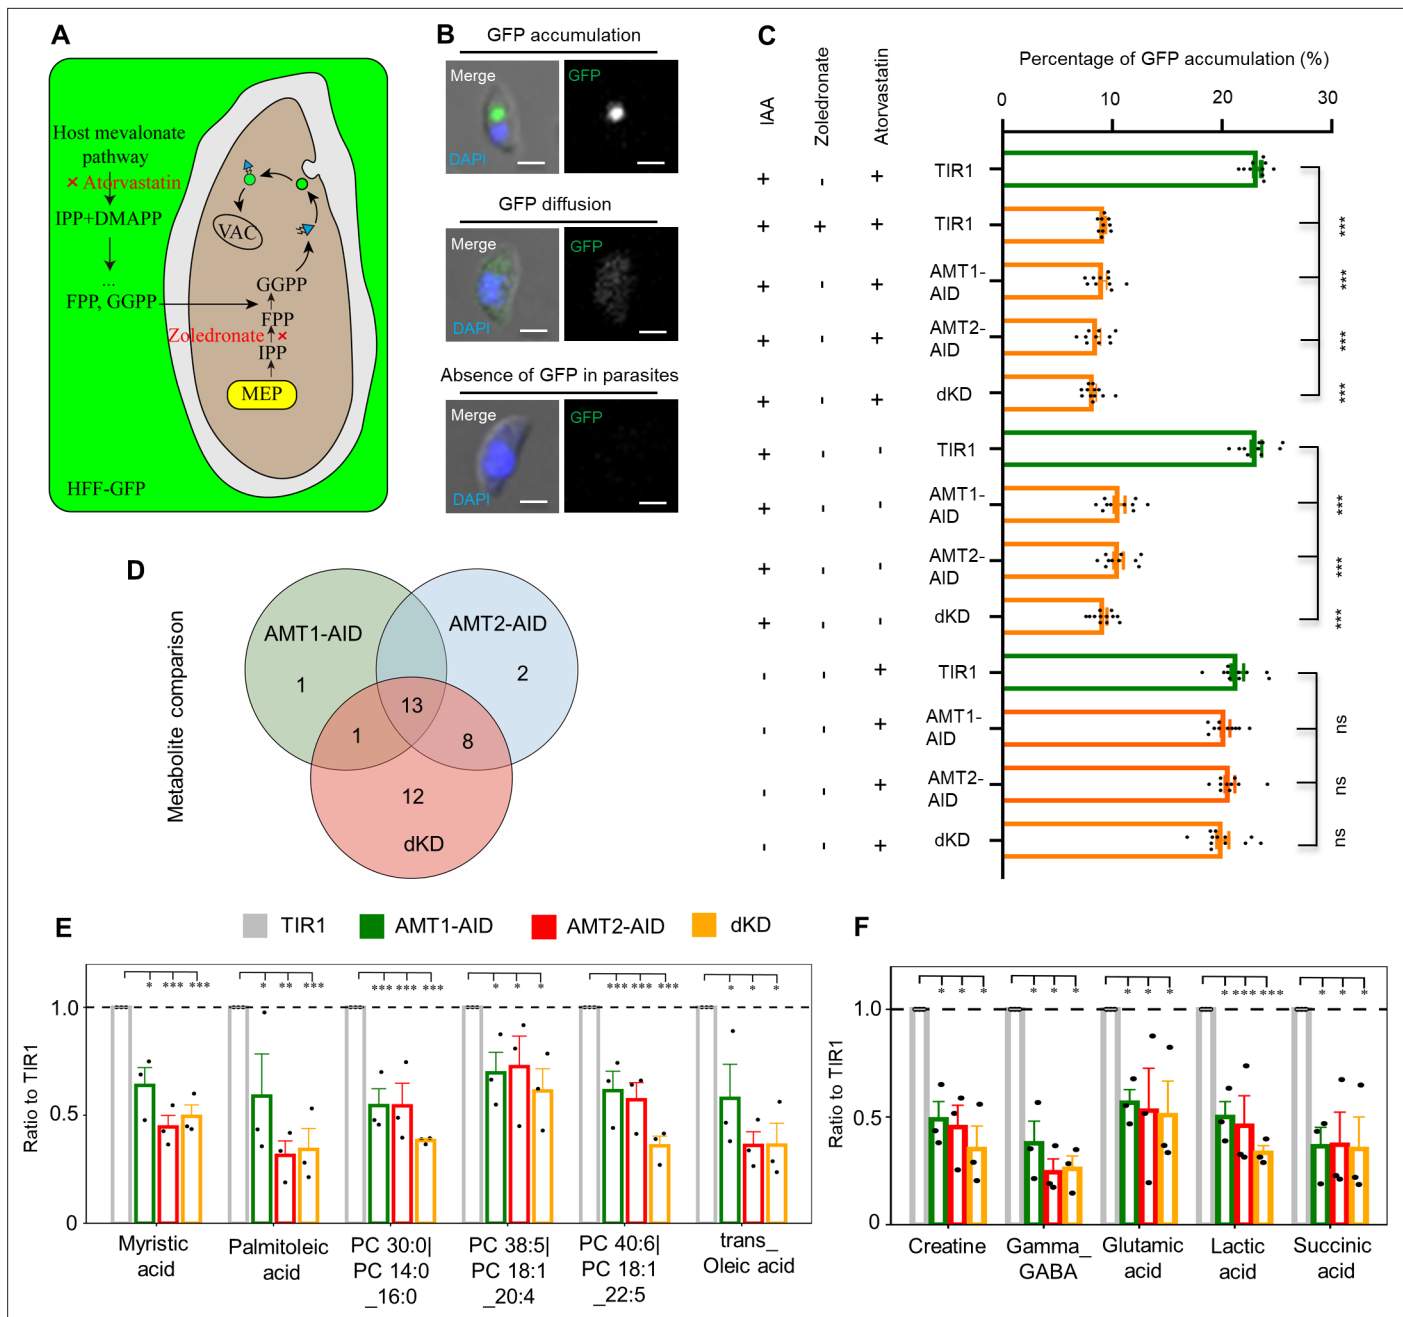 A
Host mevalonate
pathway
× Atorvastatin
IPP+DMAPP
...
FPP, GGPP
Zoledronate ×
VAC
GGPP
FPP
IPP
MEP
HFF-GFP
B
GFP accumulation
Merge
DAPI
GFP
GFP diffusion
Merge
DAPI
GFP
Absence of GFP in parasites
Merge
DAPI
GFP
C
Percentage of GFP accumulation (%)
IAA
Zoledronate
Atorvastatin
0 10 20 30
+ - + TIR1
+ + + TIR1 ***
+ - + AMT1-
AID ***
+ - + AMT2-
AID ***
+ - + dKD ***
+ - - TIR1
+ - - AMT1-
AID ***
+ - - AMT2-
AID ***
+ - - dKD ***
- - + TIR1
- - + AMT1-
AID ns
- - + AMT2-
AID ns
- - + dKD ns
D
Metabolite comparison
AMT1-AID
AMT2-AID
1
2
13
1
8
12
dKD
TIR1 AMT1-AID AMT2-AID dKD
E
Ratio to TIR1
1.0
0.5
0
* *** ***
* ** ***
*** *** ***
* * *
*** *** ***
* * *
Myristic
acid
Palmitoleic
acid
PC 30:0|
PC 14:0
_16:0
PC 38:5|
PC 18:1
_20:4
PC 40:6|
PC 18:1
_22:5
trans_
Oleic acid
F
Ratio to TIR1
1.0
0.5
0
* * *
* * *
* * *
* *** ***
* * *
Creatine
Gamma_
GABA
Glutamic
acid
Lactic
acid
Succinic
acid